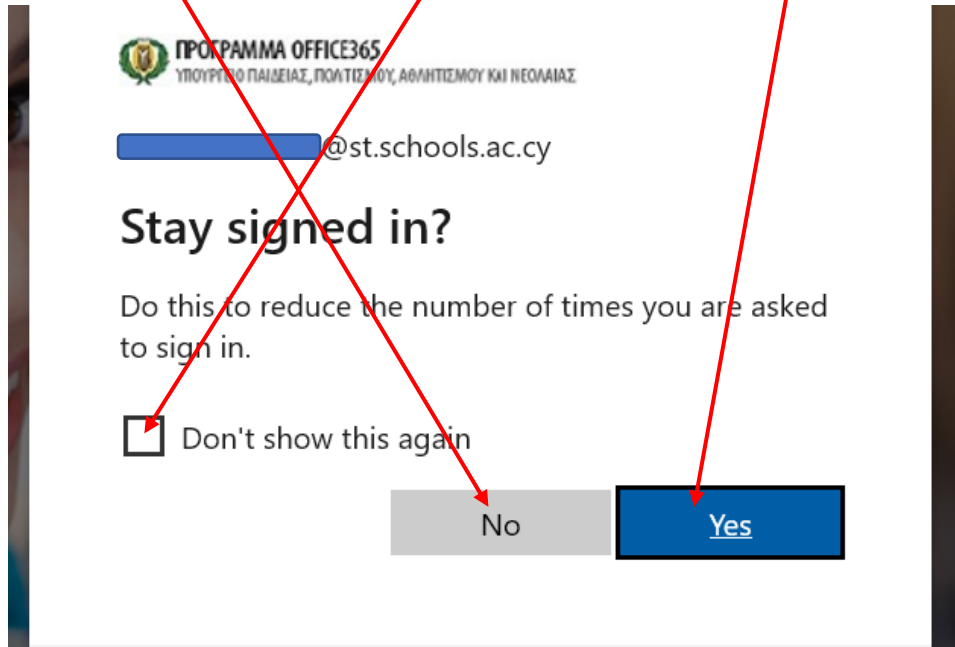 ΠΡΟΓΡΑΜΜΑ OFFICE365
ΥΠΟΥΡΓΕΙΟ ΠΑΙΔΕΙΑΣ, ΠΟΛΙΤΙΣΜΟΥ, ΑΘΛΗΤΙΣΜΟΥ ΚΑΙ ΝΕΟΛΑΙΑΣ
@st.schools.ac.cy
Stay signed in?
Do this to reduce the number of times you are asked
to sign in.
Don't show this again
No
Yes